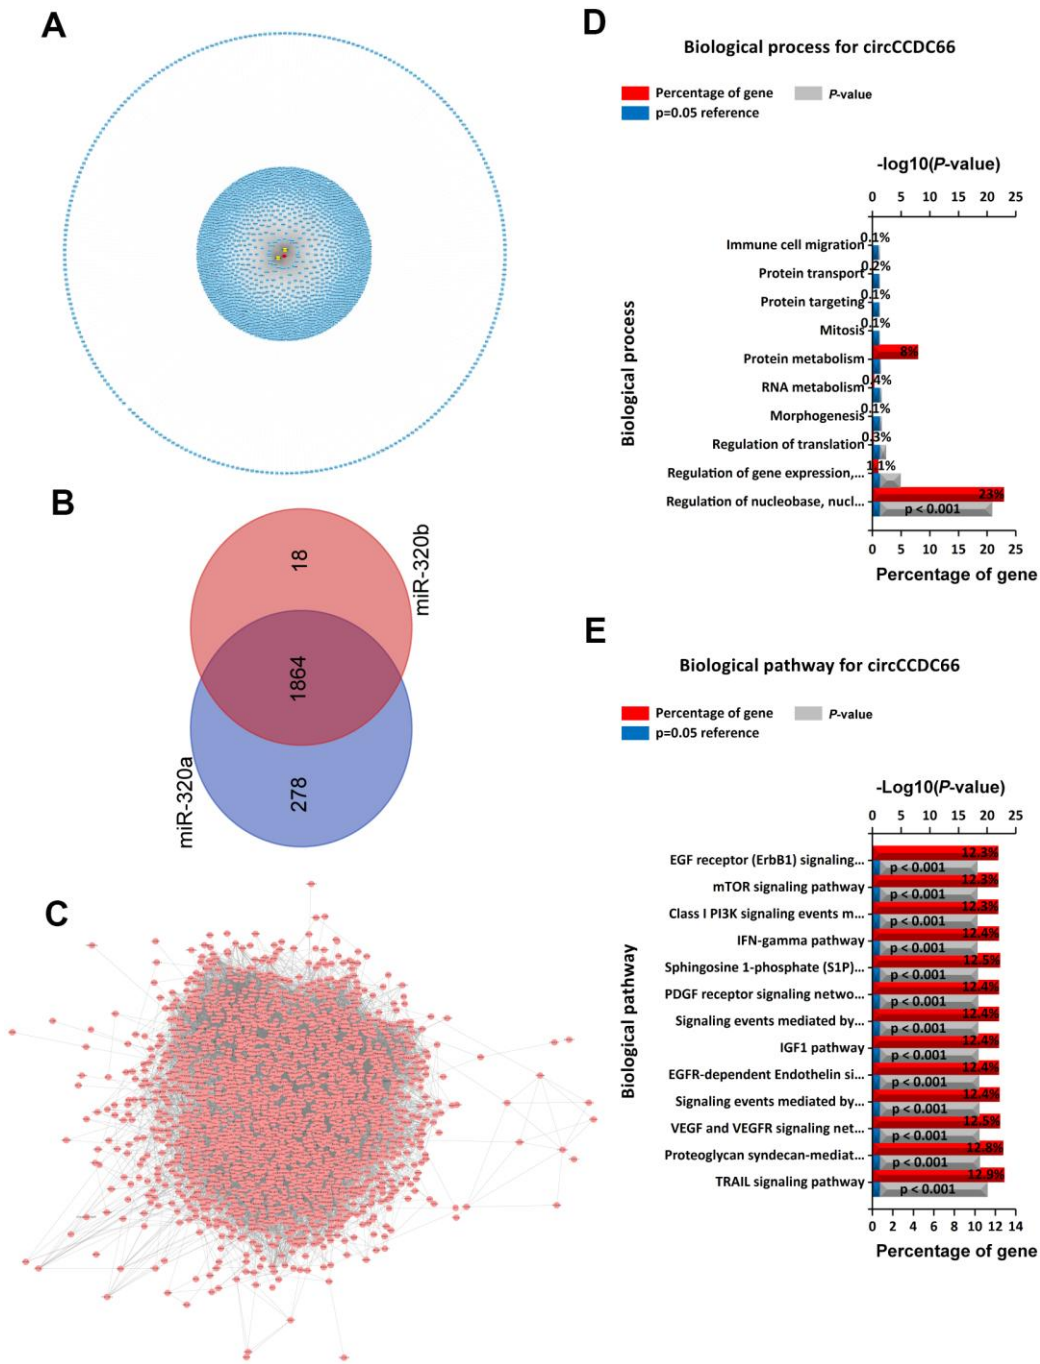 A
B
18
miR-320b
1864
miR-320a
278
C
D
Biological process for circCCDC66
Percentage of gene
P-value
p=0.05 reference
-log10(P-value)
0 5 10 15 20 25
Biological process
Immune cell migration 0.1%
Protein transport 0.2%
Protein targeting 0.1%
Mitosis 0.1%
Protein metabolism 8%
RNA metabolism 0.4%
Morphogenesis 0.1%
Regulation of translation 0.3%
Regulation of gene expression,... 1.1%
Regulation of nucleobase, nucl... 23%
p < 0.001
0 5 10 15 20 25
Percentage of gene
E
Biological pathway for circCCDC66
Percentage of gene
P-value
p=0.05 reference
-Log10(P-value)
0 5 10 15 20 25
Biological pathway
EGF receptor (ErbB1) signaling... 12.3%
p < 0.001
mTOR signaling pathway 12.3%
p < 0.001
Class I PI3K signaling events m... 12.3%
p < 0.001
IFN-gamma pathway 12.4%
p < 0.001
Sphingosine 1-phosphate (S1P)... 12.5%
p < 0.001
PDGF receptor signaling netwo... 12.4%
p < 0.001
Signaling events mediated by... 12.4%
p < 0.001
IGF1 pathway 12.4%
p < 0.001
EGFR-dependent Endothelin si... 12.4%
p < 0.001
Signaling events mediated by... 12.4%
p < 0.001
VEGF and VEGFR signaling net... 12.5%
p < 0.001
Proteoglycan syndecan-mediat... 12.8%
p < 0.001
TRAIL signaling pathway 12.9%
p < 0.001
0 2 4 6 8 10 12 14
Percentage of gene